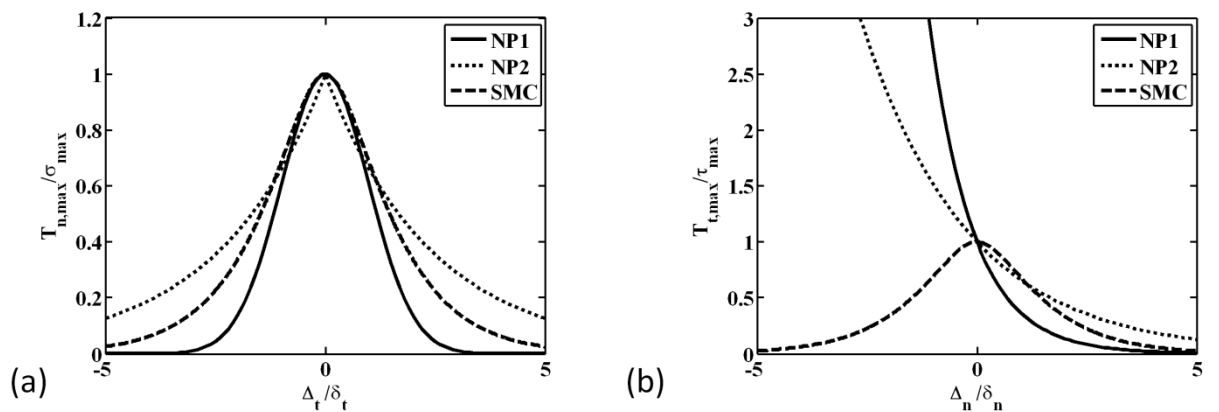 1.2
1
0.8
0.6
0.4
0.2
0
T_n,max/σ_max
-5
0
5
Δ_t/δ_t
NP1
NP2
SMC
(a)
3
2.5
2
1.5
1
0.5
0
T_t,max/τ_max
-5
0
5
Δ_n/δ_n
NP1
NP2
SMC
(b)